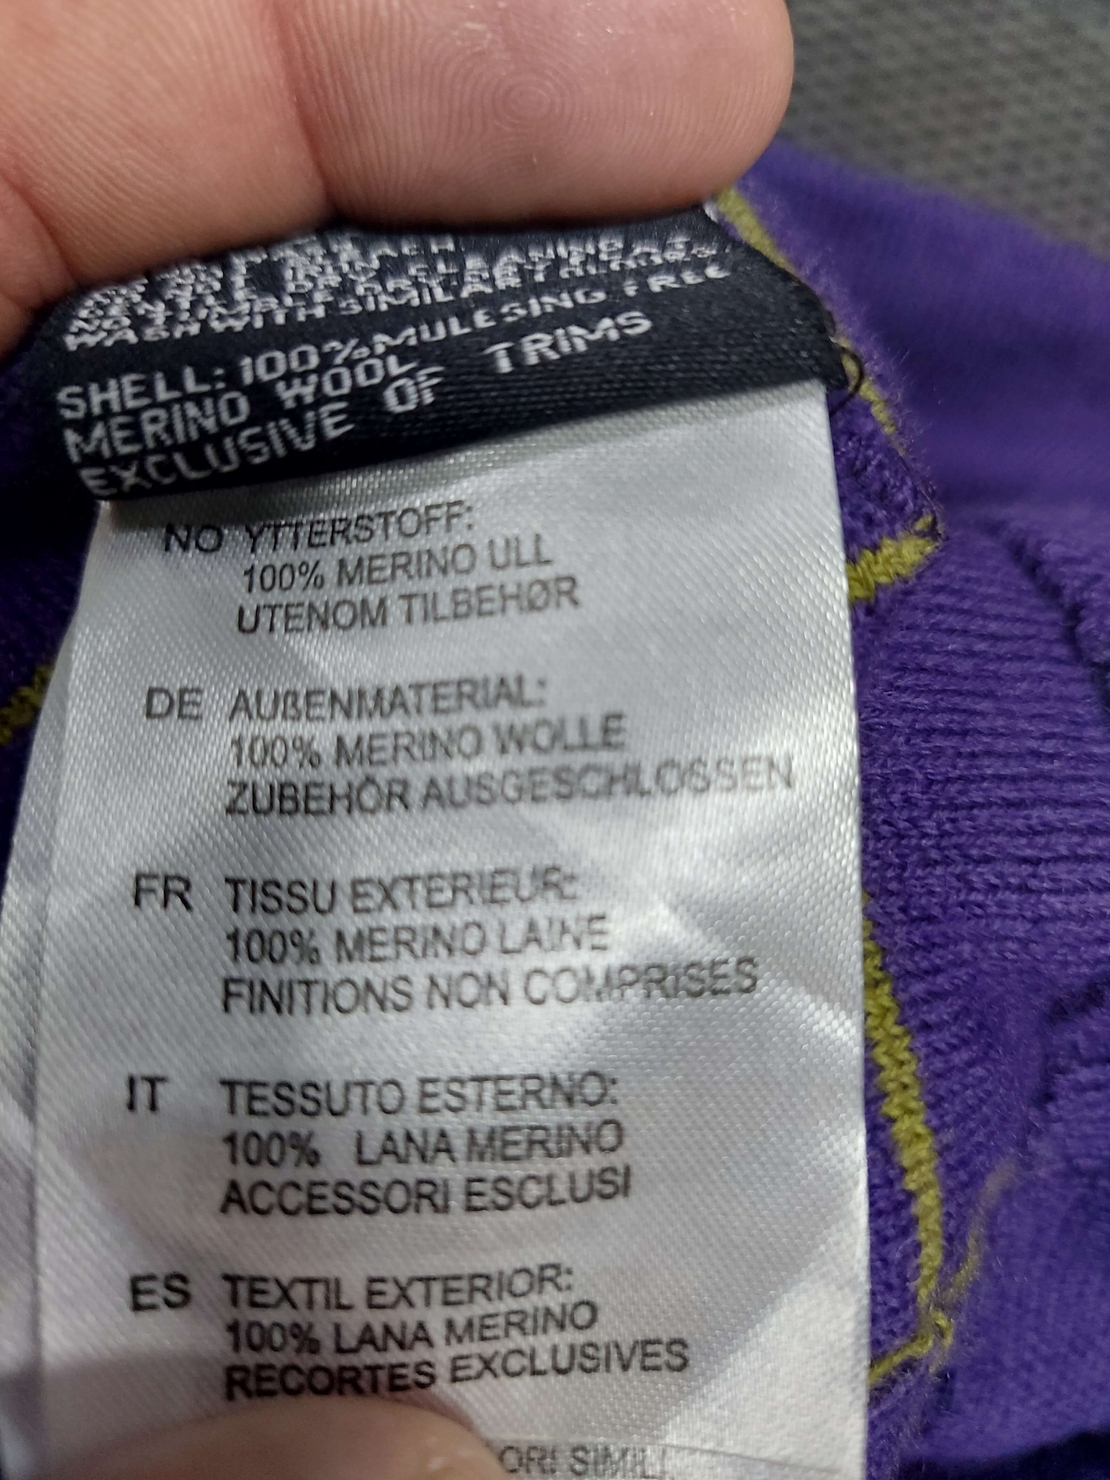 WASH WITH SIMILAR
SHELL: 100% MULESING FREE
MERINO WOOL
EXCLUSIVE OF TRIMS
NO YTTERSTOFF:
100% MERINO ULL
UTENOM TILBEHØR
DE AUßENMATERIAL:
100% MERINO WOLLE
ZUBEHÖR AUSGESCHLOSSEN
FR TISSU EXTERIEUR:
100% MERINO LAINE
FINITIONS NON COMPRISES
IT TESSUTO ESTERNO:
100% LANA MERINO
ACCESSORI ESCLUSI
ES TEXTIL EXTERIOR:
100% LANA MERINO
RECORTES EXCLUSIVES
ORI SIMILI